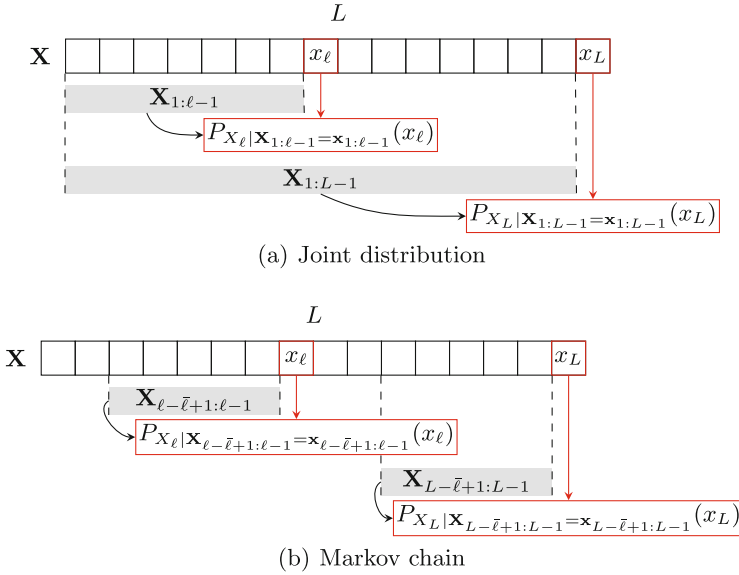 L
X x_ℓ x_L
X_{1:ℓ−1}
P_{X_ℓ|X_{1:ℓ−1}=x_{1:ℓ−1}}(x_ℓ)
X_{1:L−1}
P_{X_L|X_{1:L−1}=x_{1:L−1}}(x_L)
(a) Joint distribution
L
X x_ℓ x_L
X_{ℓ−ℓ̄+1:ℓ−1}
P_{X_ℓ|X_{ℓ−ℓ̄+1:ℓ−1}=x_{ℓ−ℓ̄+1:ℓ−1}}(x_ℓ)
X_{L−ℓ̄+1:L−1}
P_{X_L|X_{L−ℓ̄+1:L−1}=x_{L−ℓ̄+1:L−1}}(x_L)
(b) Markov chain